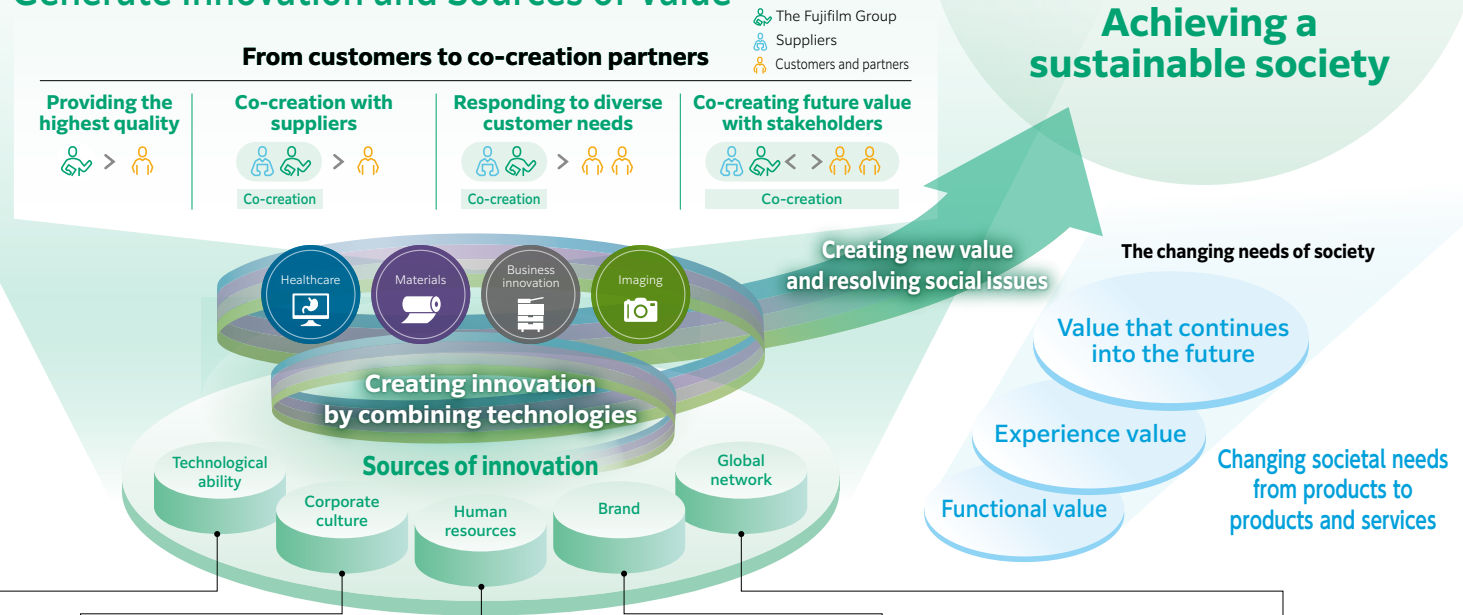 Generate Innovation and Sources of Value
The Fujifilm Group
Suppliers
Customers and partners
From customers to co-creation partners
Providing the
highest quality
Co-creation with
suppliers
Co-creation
Responding to diverse
customer needs
Co-creation
Co-creating future value
with stakeholders
Co-creation
Achieving a
sustainable society
Healthcare
Materials
Business
innovation
Imaging
Creating new value
and resolving social issues
Creating innovation
by combining technologies
Sources of innovation
Technological
ability
Corporate
culture
Human
resources
Brand
Global
network
The changing needs of society
Value that continues
into the future
Experience value
Functional value
Changing societal needs
from products to
products and services